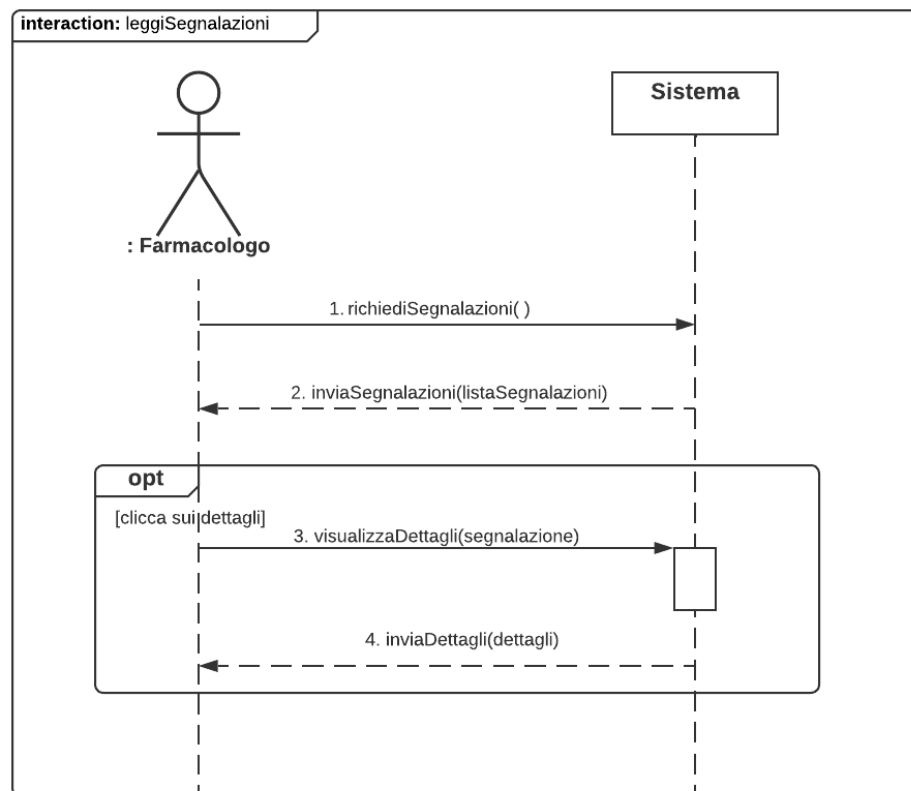 interaction: leggiSegnalazioni
Sistema
: Farmacologo
1. richiediSegnalazioni( )
2. inviaSegnalazioni(listaSegnalazioni)
opt
[clicca sui dettagli]
3. visualizzaDettagli(segnalazione)
4. inviaDettagli(dettagli)